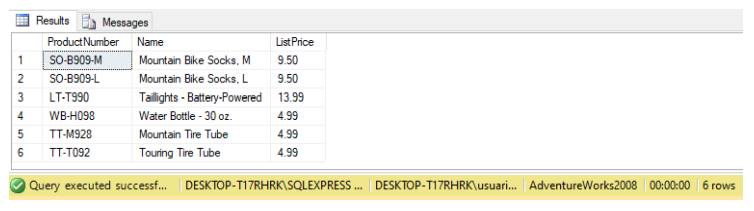 Results Messages
ProductNumber Name ListPrice
1 SO-B909-M Mountain Bike Socks, M 9.50
2 SO-B909-L Mountain Bike Socks, L 9.50
3 LT-T990 Taillights - Battery-Powered 13.99
4 WB-H098 Water Bottle - 30 oz. 4.99
5 TT-M928 Mountain Tire Tube 4.99
6 TT-T092 Touring Tire Tube 4.99
Query executed successf... DESKTOP-T17RHRK\SQLEXPRESS ... DESKTOP-T17RHRK\usuari... AdventureWorks2008 00:00:00 6 rows